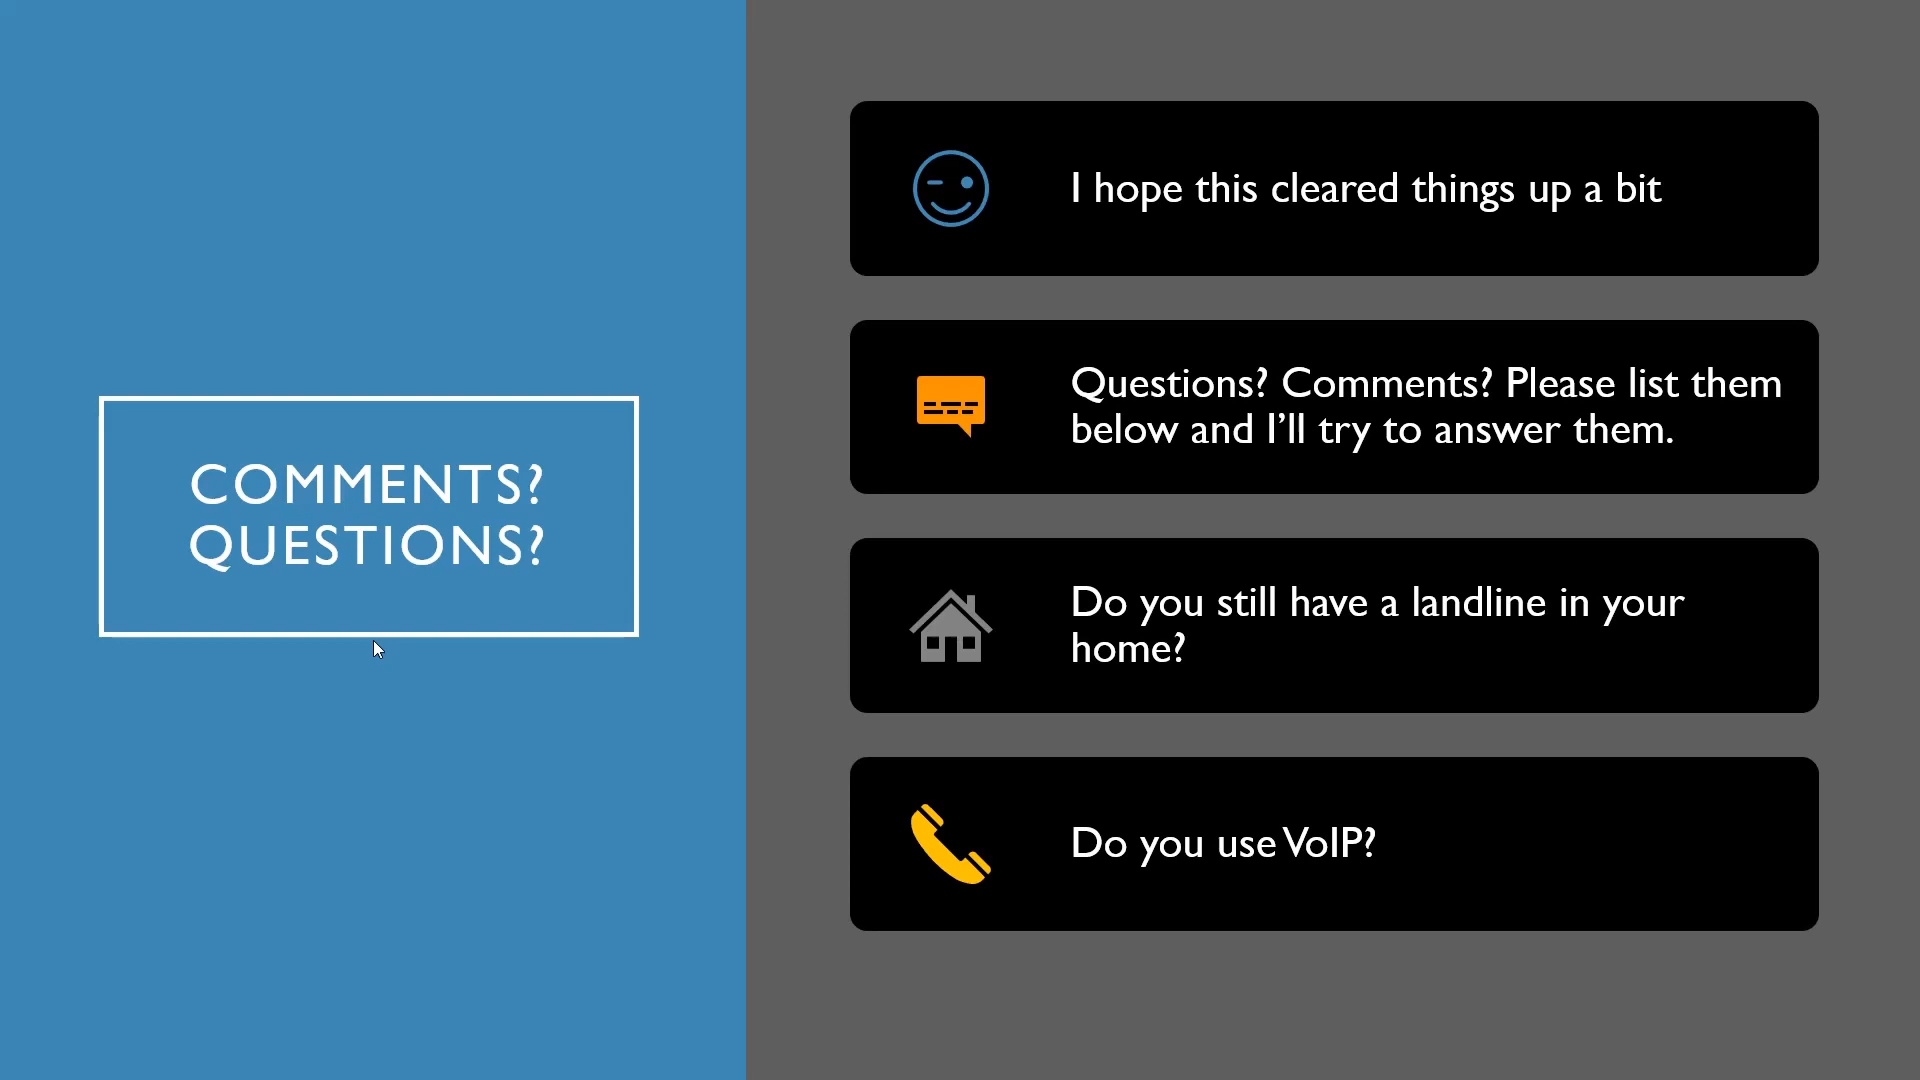 COMMENTS?
QUESTIONS?
I hope this cleared things up a bit
Questions? Comments? Please list them
below and I’ll try to answer them.
Do you still have a landline in your
home?
Do you use VoIP?